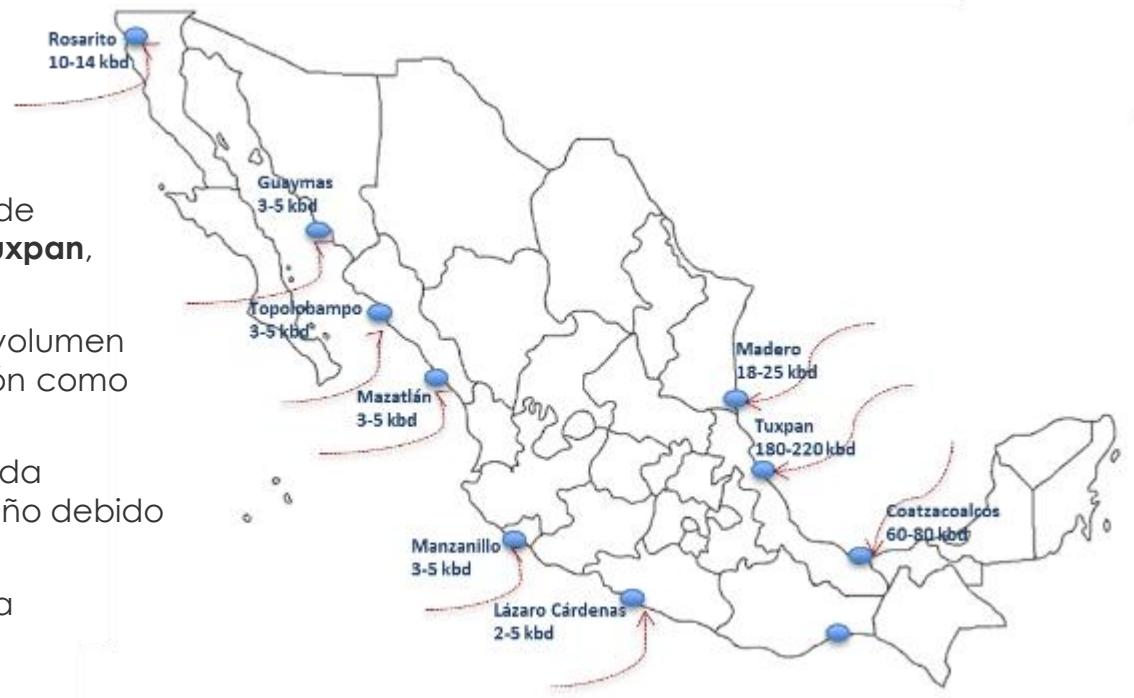 de
uxpan,
volumen
ón como
da
ño debido
a
Rosarito
10-14 kbd
Guaymas
3-5 kbd
Topolobampo
3-5 kbd
Mazatlán
3-5 kbd
Manzanillo
3-5 kbd
Lázaro Cárdenas
2-5 kbd
Madero
18-25 kbd
Tuxpan
180-220 kbd
Coatzacoalcos
60-80 kbd